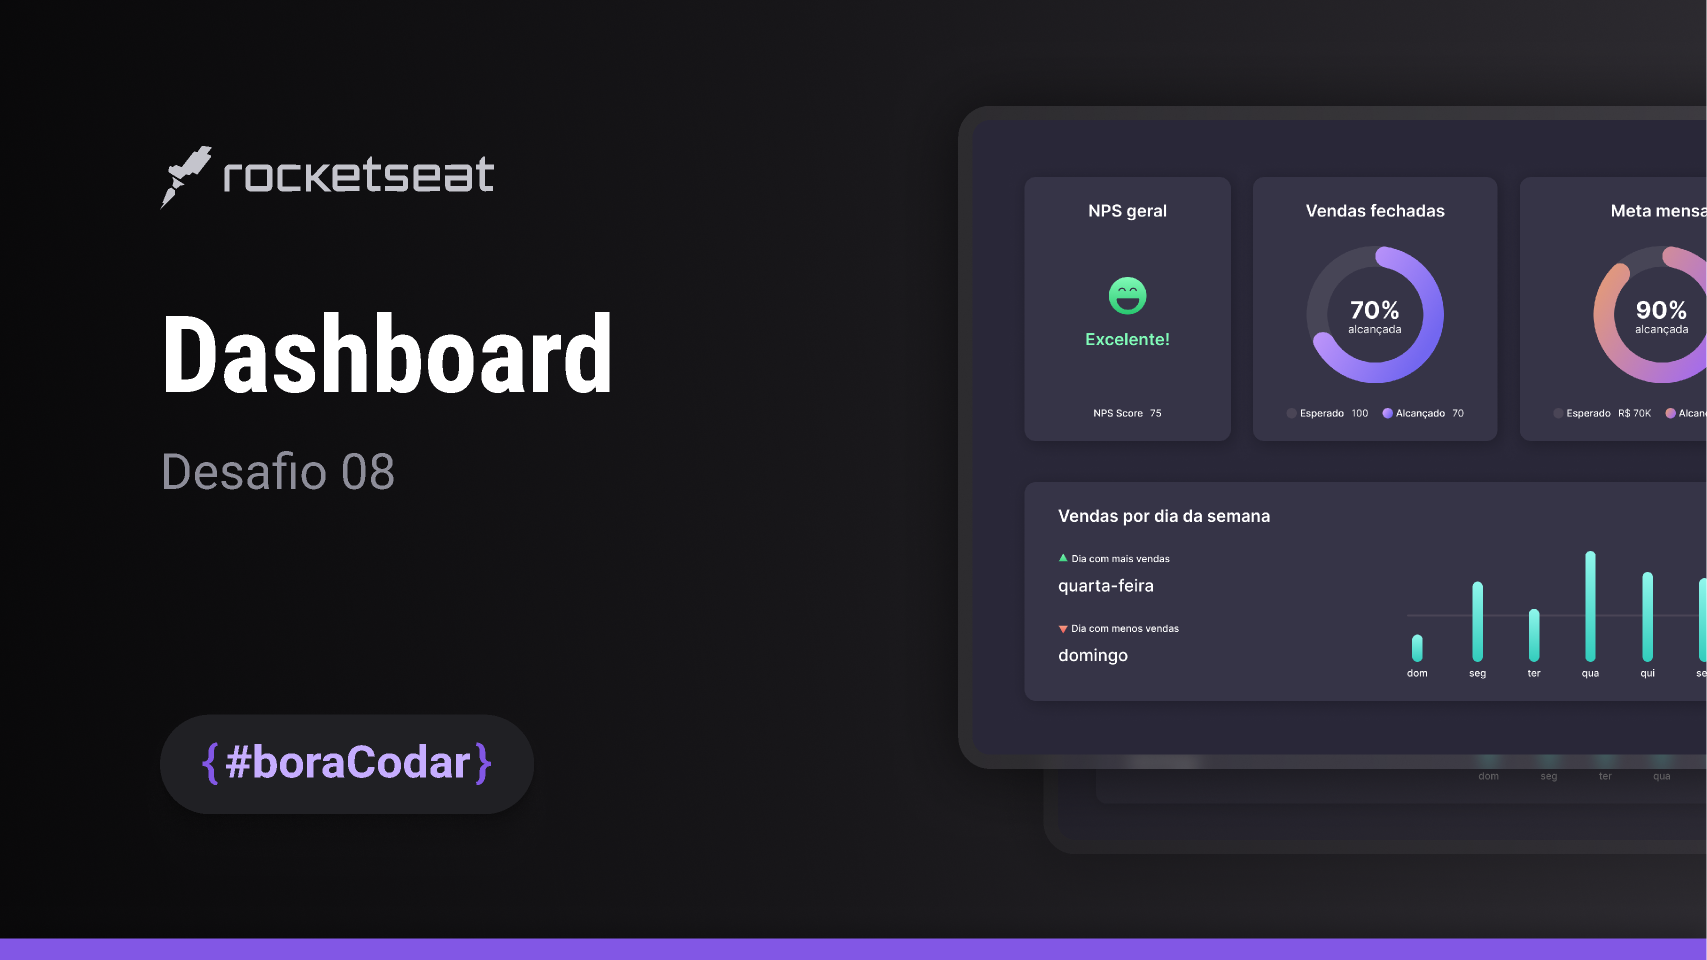 rocketseat
Dashboard
Desafio 08
{#boraCodar}
NPS geral
Excelente!
NPS Score 75
Vendas fechadas
70%
alcançada
Esperado 100 Alcançado 70
Meta mensa
90%
alcançada
Esperado R$ 70K Alcan
Vendas por dia da semana
Dia com mais vendas
quarta-feira
Dia com menos vendas
domingo
dom seg ter qua qui se
dom seg ter qua